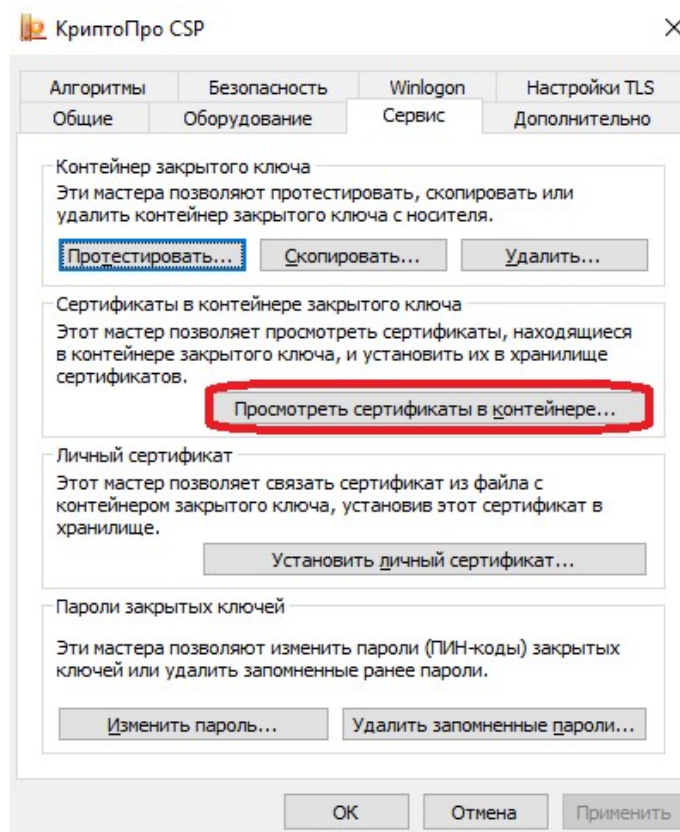 КриптоПро CSP
Алгоритмы Безопасность Winlogon Настройки TLS
Общие Оборудование Сервис Дополнительно
Контейнер закрытого ключа
Эти мастера позволяют протестировать, скопировать или
удалить контейнер закрытого ключа с носителя.
Протестировать... Скопировать... Удалить...
Сертификаты в контейнере закрытого ключа
Этот мастер позволяет просмотреть сертификаты, находящиеся
в контейнере закрытого ключа, и установить их в хранилище
сертификатов.
Просмотреть сертификаты в контейнере...
Личный сертификат
Этот мастер позволяет связать сертификат из файла с
контейнером закрытого ключа, установив этот сертификат в
хранилище.
Установить личный сертификат...
Пароли закрытых ключей
Эти мастера позволяют изменить пароли (ПИН-коды) закрытых
ключей или удалить запомненные ранее пароли.
Изменить пароль... Удалить запомненные пароли...
ОК Отмена Применить